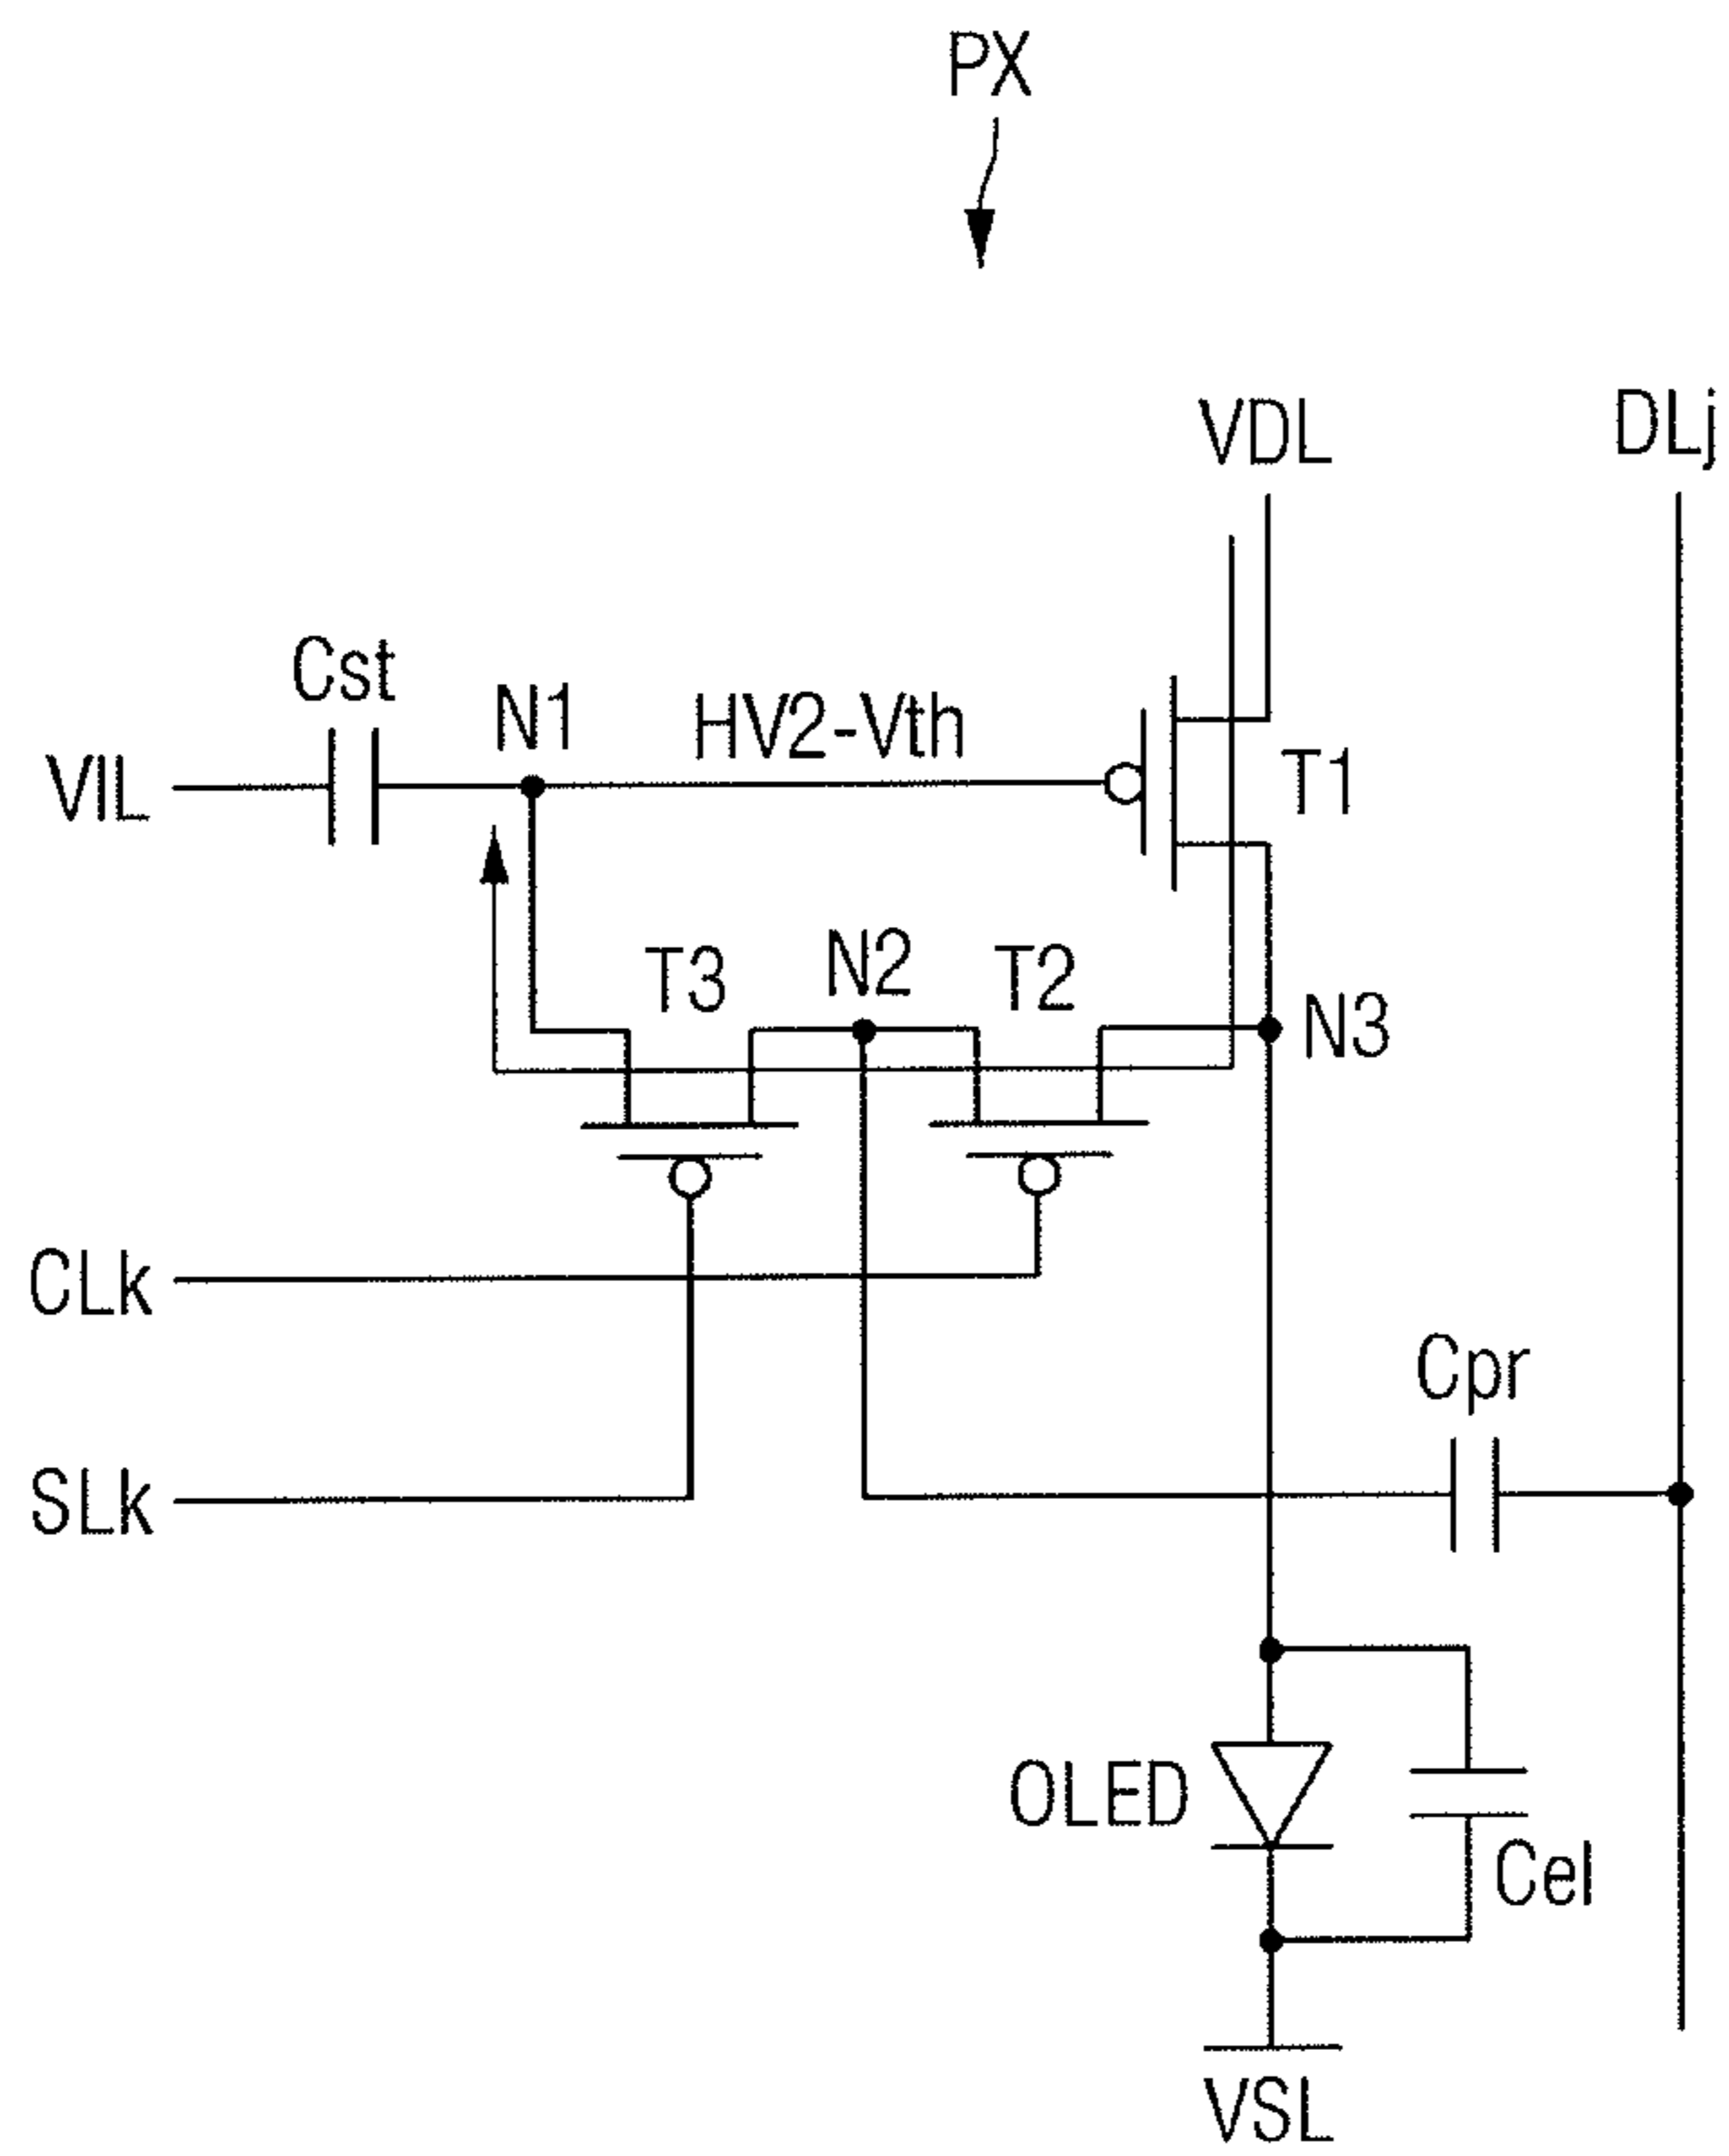 PX
VDL
DLj
Cst
N1
HV2-Vth
VIL
T1
T3
N2
T2
N3
CLk
Cpr
SLk
OLED
Cel
VSL